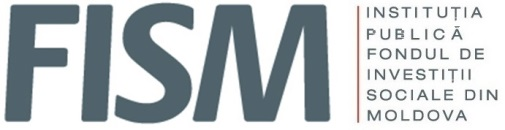 FISM
INSTITUȚIA
PUBLICĂ
FONDUL DE
INVESTIȚII
SOCIALE DIN
MOLDOVA